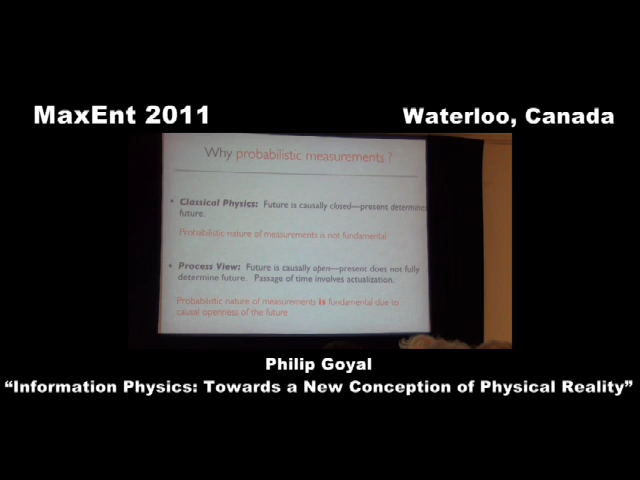 MaxEnt 2011
Waterloo, Canada
Why probabilistic measurements ?
• Classical Physics: Future is causally closed—present determines
future.
Probabilistic nature of measurements is not fundamental
• Process View: Future is causally open—present does not fully
determine future. Passage of time involves actualization.
Probabilistic nature of measurements is fundamental due to
causal openness of the future
Philip Goyal
“Information Physics: Towards a New Conception of Physical Reality”